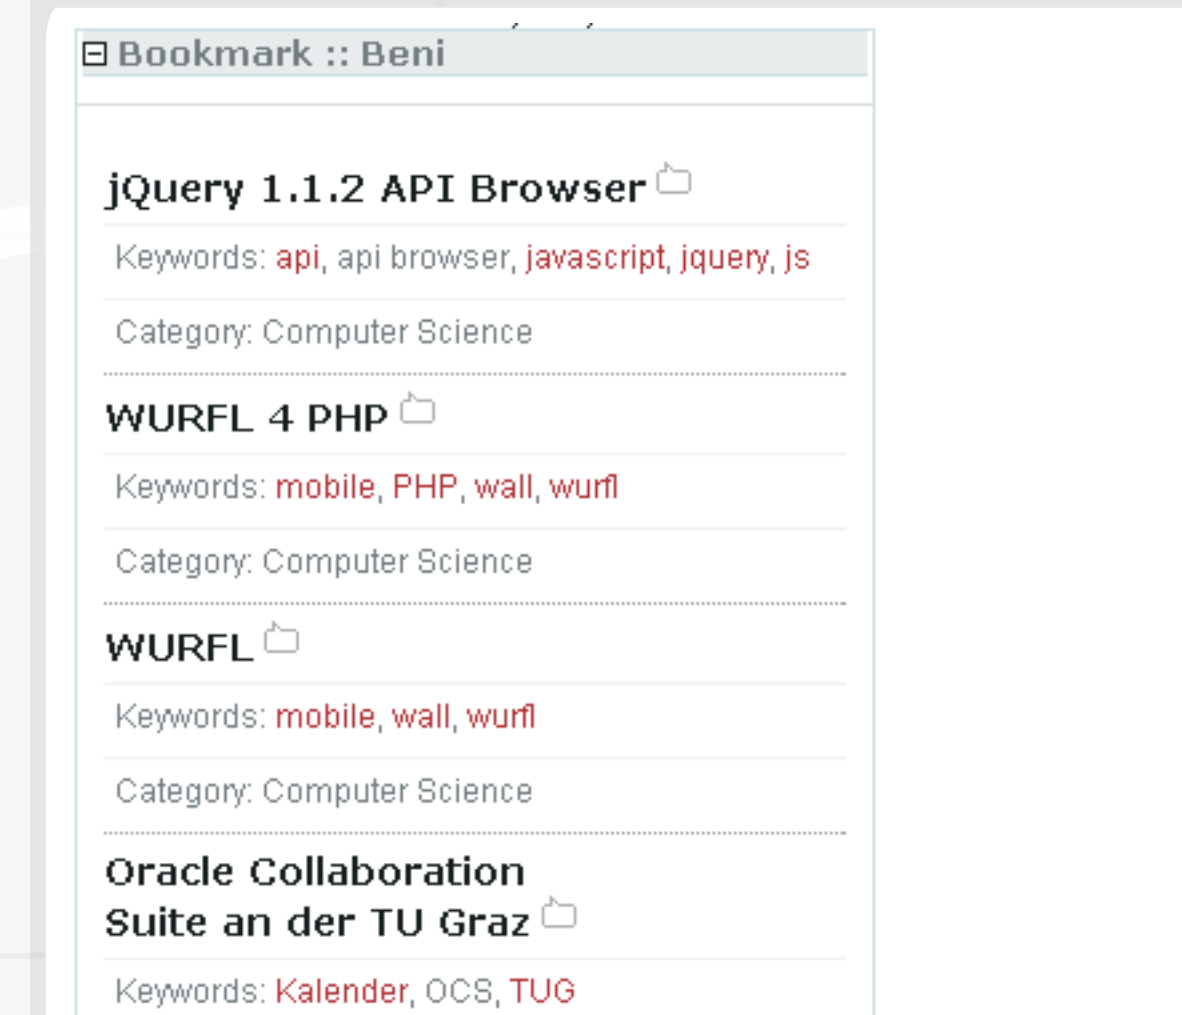 Bookmark :: Beni
jQuery 1.1.2 API Browser
Keywords: api, api browser, javascript, jquery, js
Category: Computer Science
WURFL 4 PHP
Keywords: mobile, PHP, wall, wurfl
Category: Computer Science
WURFL
Keywords: mobile, wall, wurfl
Category: Computer Science
Oracle Collaboration
Suite an der TU Graz
Keywords: Kalender, OCS, TUG